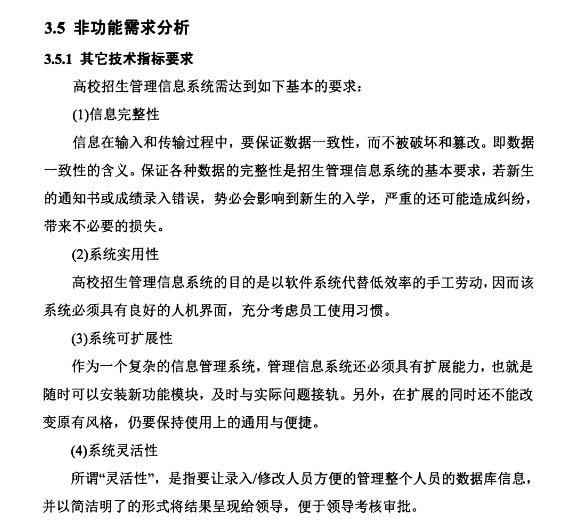 3.5 非功能需求分析
3.5.1 其它技术指标要求
高校招生管理信息系统需达到如下基本的要求：
(1)信息完整性
信息在输入和传输过程中，要保证数据一致性，而不被破坏和篡改。即数据
一致性的含义。保证各种数据的完整性是招生管理信息系统的基本要求，若新生
的通知书或成绩录入错误，势必会影响到新生的入学，严重的还可能造成纠纷，
带来不必要的损失。
(2)系统实用性
高校招生管理信息系统的目的是以软件系统代替低效率的手工劳动，因而该
系统必须具有良好的人机界面，充分考虑员工使用习惯。
(3)系统可扩展性
作为一个复杂的信息管理系统，管理信息系统还必须具有扩展能力，也就是
随时可以安装新功能模块，及时与实际问题接轨。另外，在扩展的同时还不能改
变原有风格，仍要保持使用上的通用与便捷。
(4)系统灵活性
所谓“灵活性”，是指要让录入/修改人员方便的管理整个人员的数据库信息，
并以简洁明了的形式将结果呈现给领导，便于领导考核审批。